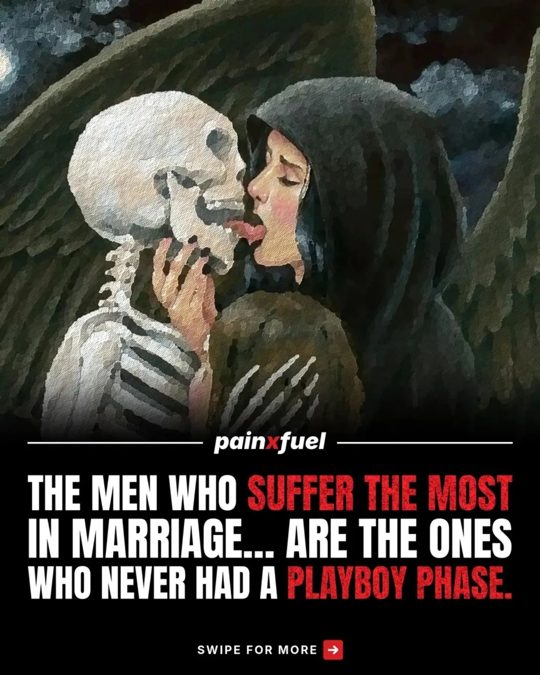 painxfuel
THE MEN WHO SUFFER THE MOST
IN MARRIAGE... ARE THE ONES
WHO NEVER HAD A PLAYBOY PHASE.
SWIPE FOR MORE